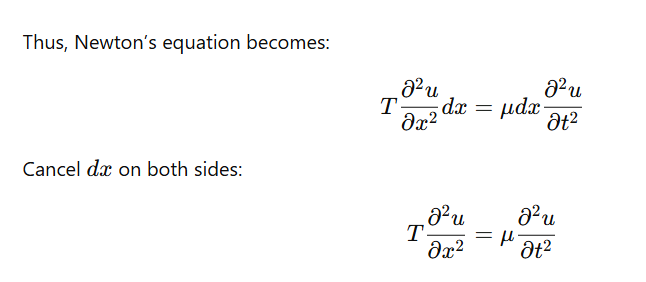 Thus, Newton's equation becomes:
T ∂²u/∂x² dx = μdx ∂²u/∂t²
Cancel dx on both sides:
T ∂²u/∂x² = μ ∂²u/∂t²